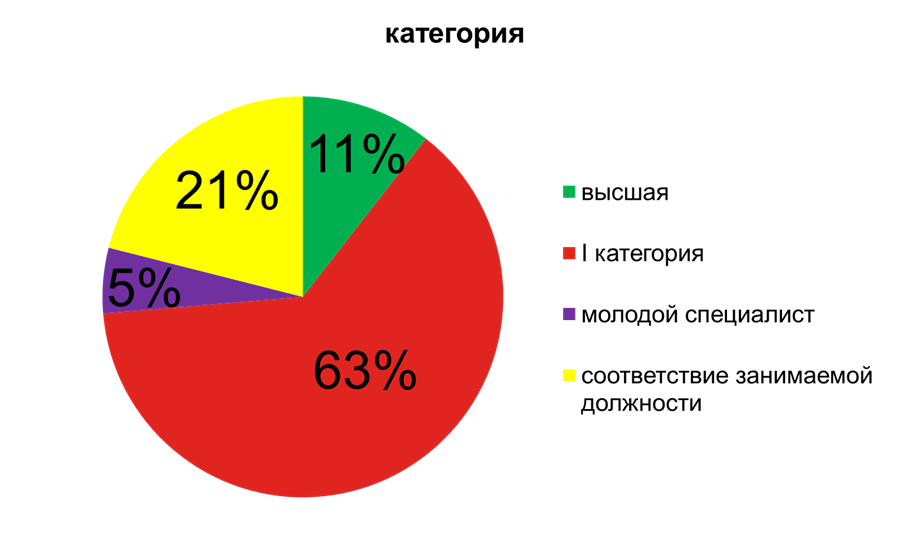 категория
11%
21%
5%
63%
высшая
I категория
молодой специалист
соответствие занимаемой
должности